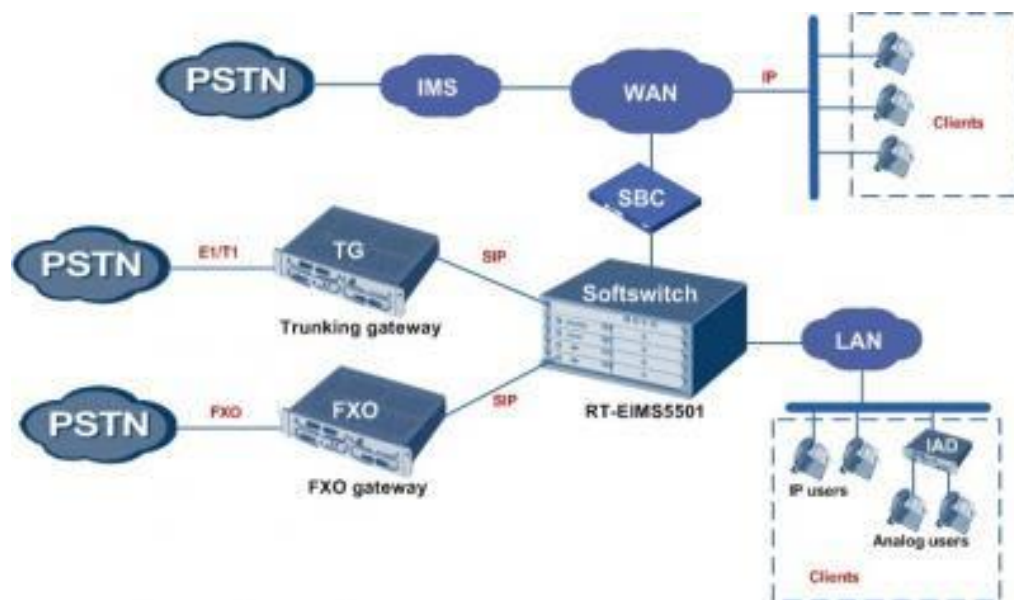 PSTN
IMS
WAN
IP
Clients
SBC
PSTN
E1/T1
TG
SIP
Trunking gateway
Softswitch
RT-EIMS5501
LAN
PSTN
FXO
FXO
SIP
FXO gateway
IAD
IP users
Analog users
Clients